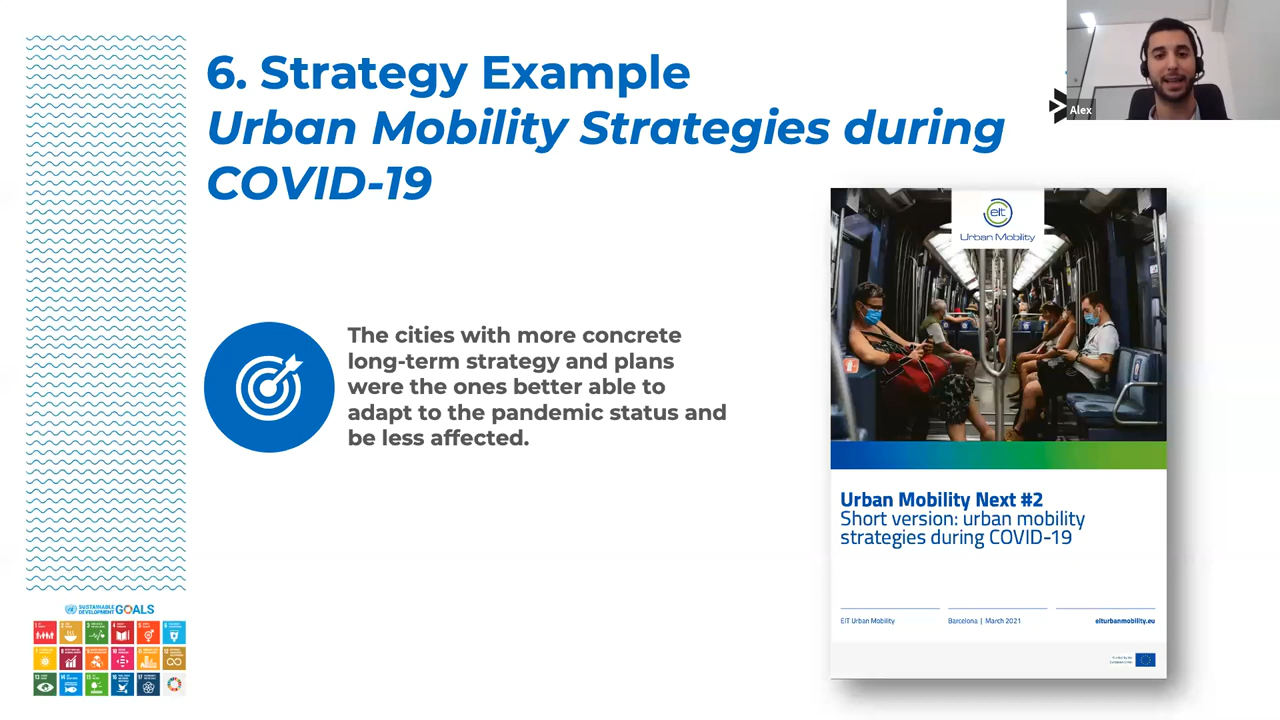 6. Strategy Example
Urban Mobility Strategies during
COVID-19
Alex
The cities with more concrete
long-term strategy and plans
were the ones better able to
adapt to the pandemic status and
be less affected.
eit
Urban Mobility
Urban Mobility Next #2
Short version: urban mobility
strategies during COVID-19
EIT Urban Mobility
Barcelona | March 2021
eiturbanmobility.eu
SUSTAINABLE
DEVELOPMENT GOALS